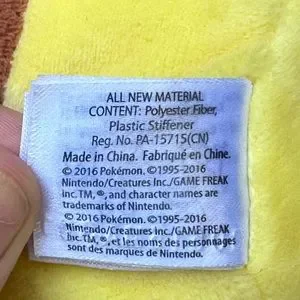 ALL NEW MATERIAL
CONTENT: Polyester Fiber,
Plastic Stiffener
Reg. No. PA-15715(CN)
Made in China. Fabriqué en Chine.
© 2016 Pokémon. ©1995-2016
Nintendo/Creatures Inc./GAME FREAK
inc. TM, ®, and character names are
trademarks of Nintendo.
© 2016 Pokémon. ©1995-2016
Nintendo/Creatures Inc./GAME FREAK
inc. TM, ®, et les noms des personnages
sont des marques de Nintendo.